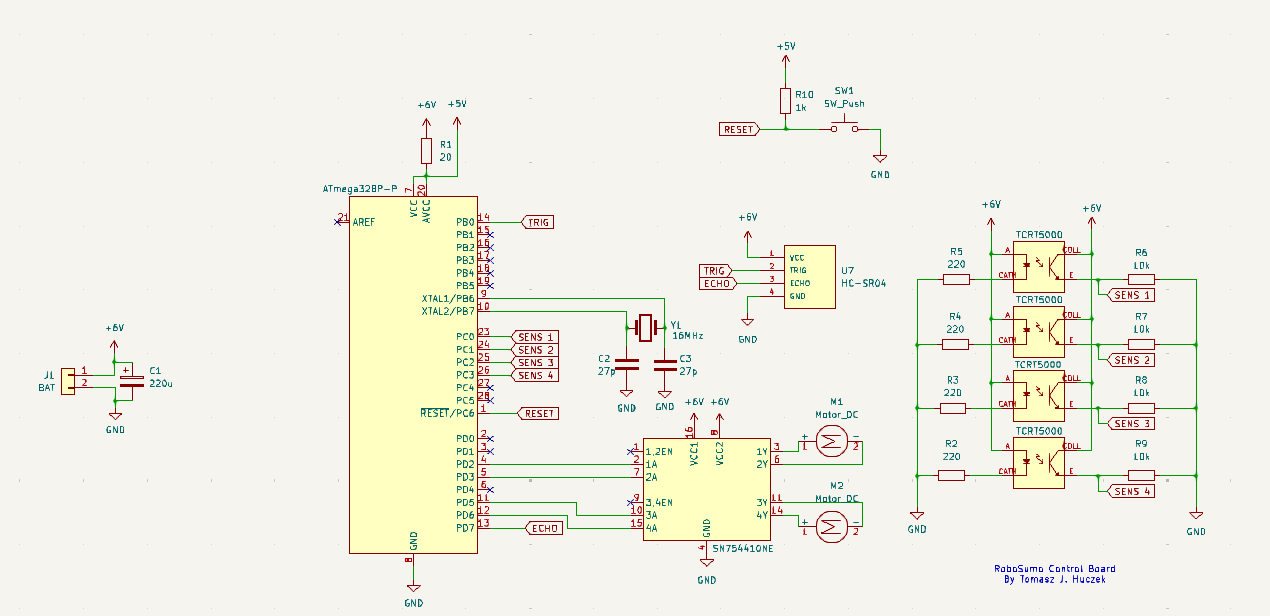 +5V
R10
1k
SW1
SW_Push
RESET
GND
+6V
+5V
R1
20
ATmega328P-P
7
20
VCC
AVCC
21
AREF
PB0
14
TRIG
PB1
15
PB2
16
PB3
17
PB4
18
PB5
19
XTAL1/PB6
9
XTAL2/PB7
10
PC0
23
SENS 1
PC1
24
SENS 2
PC2
25
SENS 3
PC3
26
SENS 4
PC4
27
PC5
28
RESET/PC6
1
RESET
PD0
2
PD1
3
PD2
4
PD3
5
PD4
6
PD5
11
PD6
12
PD7
13
ECHO
GND
8
GND
Y1
16MHz
C2
27p
C3
27p
GND
GND
+6V
J1
BAT
1
2
+
C1
220u
GND
+6V
1
VCC
TRIG
2
TRIG
ECHO
3
ECHO
4
GND
U7
HC-SR04
GND
+6V
+6V
16
8
VCC1
VCC2
1
1,2EN
2
1A
7
2A
9
3,4EN
10
3A
15
4A
1Y
3
2Y
6
3Y
11
4Y
14
GND
4
SN754410NE
GND
M1
Motor_DC
+
-
1
2
M2
Motor_DC
+
-
1
2
+6V
+6V
TCRT5000
R5
220
A
CATH
COLL
E
R6
10k
SENS 1
TCRT5000
R4
220
A
CATH
COLL
E
R7
10k
SENS 2
TCRT5000
R3
220
A
CATH
COLL
E
R8
10k
SENS 3
TCRT5000
R2
220
A
CATH
COLL
E
R9
10k
SENS 4
GND
GND
RoboSumo Control Board
By Tomasz J. Huczek